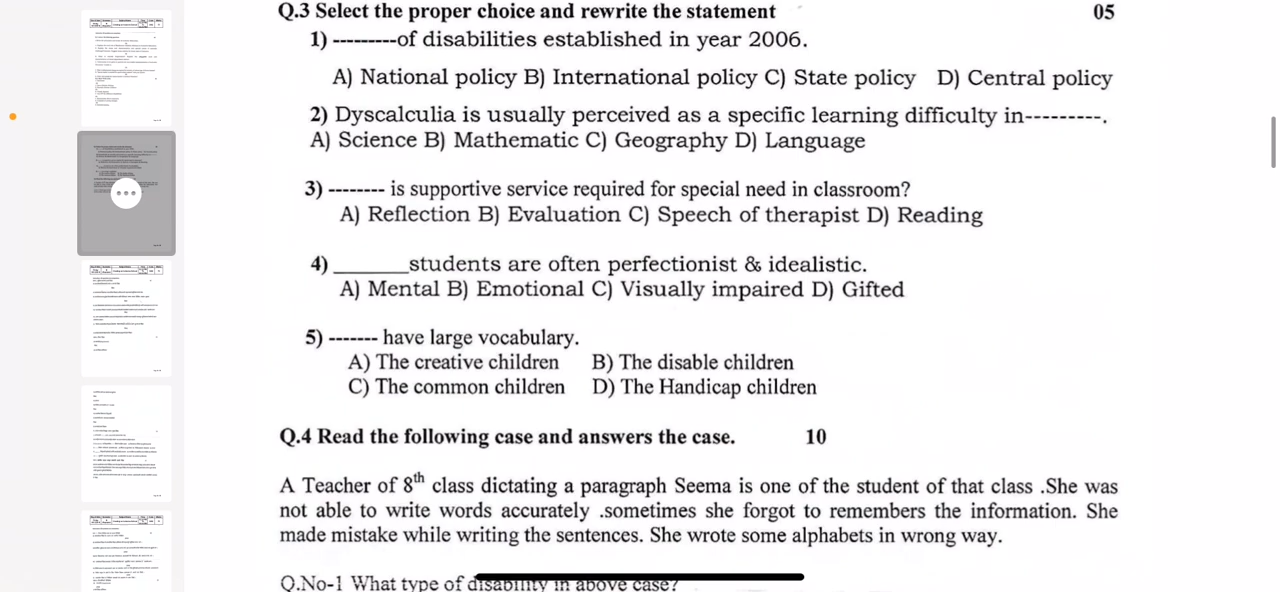 Q.3 Select the proper choice and rewrite the statement 05
1) ---------of disabilities established in year 2006.
A) National policy B) International policy C) State policy D) Central policy
2) Dyscalculia is usually perceived as a specific learning difficulty in---------.
A) Science B) Mathematic C) Geography D) Language
3) -------- is supportive service required for special need in classroom?
A) Reflection B) Evaluation C) Speech of therapist D) Reading
4) ______students are often perfectionist & idealistic.
A) Mental B) Emotional C) Visually impaired D) Gifted
5) ------- have large vocabulary.
A) The creative children B) The disable children
C) The common children D) The Handicap children
Q.4 Read the following case and answers the case. 10
A Teacher of 8th class dictating a paragraph Seema is one of the student of that class .She was
not able to write words accurately .sometimes she forgot to remembers the information. She
made mistake while writing the sentences. She wrote some alphabets in wrong way.
Q.No-1 What type of disability in above case?